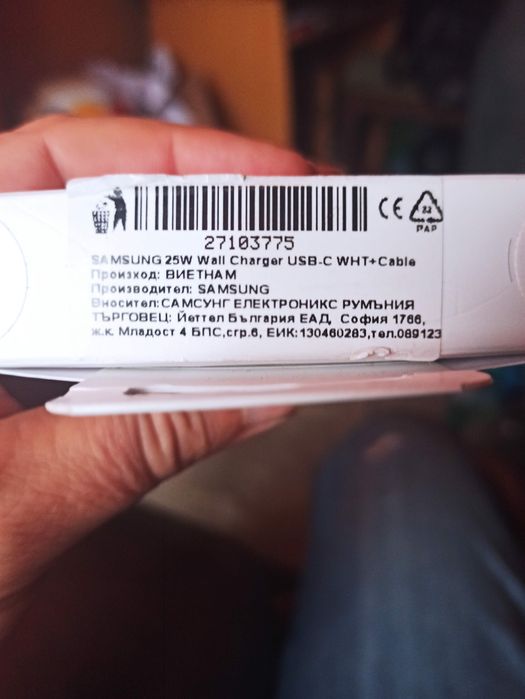 CE
22
PAP
27103775
SAMSUNG 25W Wall Charger USB-C WHT+Cable
Произход: ВИЕТНАМ
Производител: SAMSUNG
Вносител:САМСУНГ ЕЛЕКТРОНИКС РУМЪНИЯ
ТЪРГОВЕЦ: Йеттел България ЕАД, София 1766,
ж.к. Младост 4 БПС,сгр.6, ЕИК:130460283,тел.089123